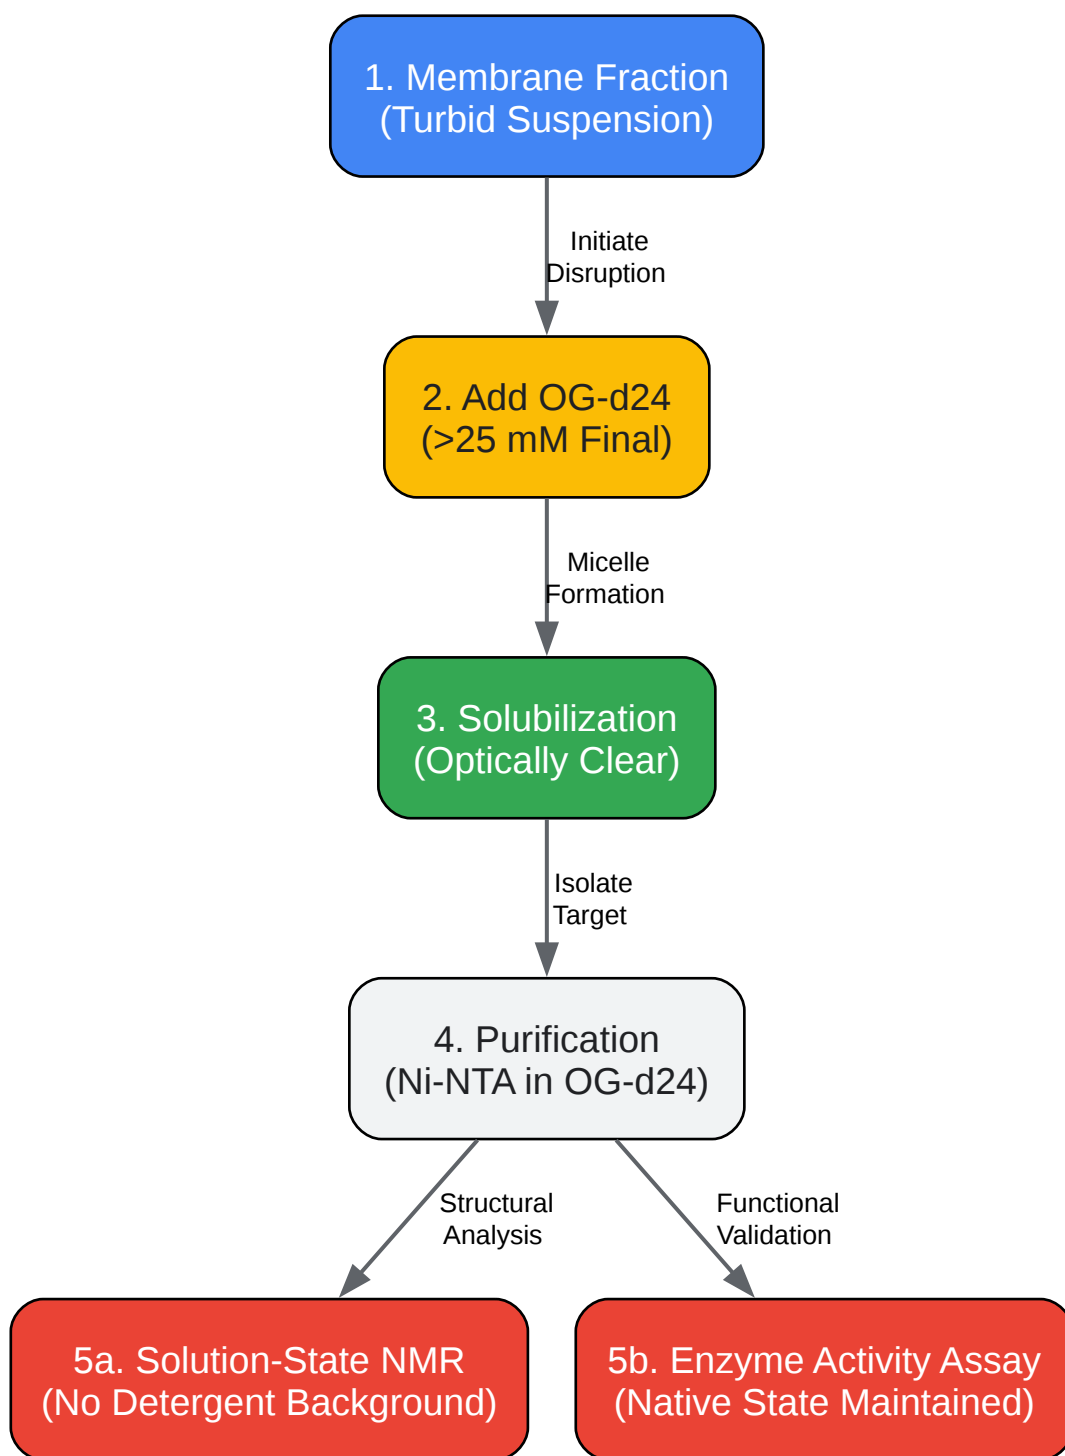 1. Membrane Fraction
(Turbid Suspension)
Initiate
Disruption
2. Add OG-d24
(>25 mM Final)
Micelle
Formation
3. Solubilization
(Optically Clear)
Isolate
Target
4. Purification
(Ni-NTA in OG-d24)
Structural
Analysis
Functional
Validation
5a. Solution-State NMR
(No Detergent Background)
5b. Enzyme Activity Assay
(Native State Maintained)